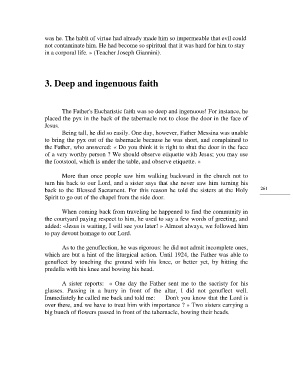 was he. The habit of virtue had already made him so impermeable that evil could
not contaminate him. He had become so spiritual that it was hard for him to stay
in a corporal life. » (Teacher Joseph Giannini).
3. Deep and ingenuous faith
The Father's Eucharistic faith was so deep and ingenuous! For instance, he
placed the pyx in the back of the tabernacle not to close the door in the face of
Jesus.
Being tall, he did so easily. One day, however, Father Messina was unable
to bring the pyx out of the tabernacle because he was short, and complained to
the Father, who answered: « Do you think it is right to shut the door in the face
of a very worthy person ? We should observe etiquette with Jesus; you may use
the footstool, which is under the table, and observe etiquette. »
More than once people saw him walking backward in the church not to
turn his back to our Lord, and a sister says that she never saw him turning his
back to the Blessed Sacrament. For this reason he told the sisters at the Holy
Spirit to go out of the chapel from the side door.
261
When coming back from traveling he happened to find the community in
the courtyard paying respect to him, he used to say a few words of greeting, and
added: «Jesus is waiting, I will see you later! » Almost always, we followed him
to pay devout homage to our Lord.
As to the genuflection, he was rigorous: he did not admit incomplete ones,
which are but a hint of the liturgical action. Until 1924, the Father was able to
genuflect by touching the ground with his knee, or better yet, by hitting the
predella with his knee and bowing his head.
A sister reports: « One day the Father sent me to the sacristy for his
glasses. Passing in a hurry in front of the altar, I did not genuflect well.
Immediately he called me back and told me: Don't you know that the Lord is
over there, and we have to treat him with importance ? » Two sisters carrying a
big bunch of flowers passed in front of the tabernacle, bowing their heads.